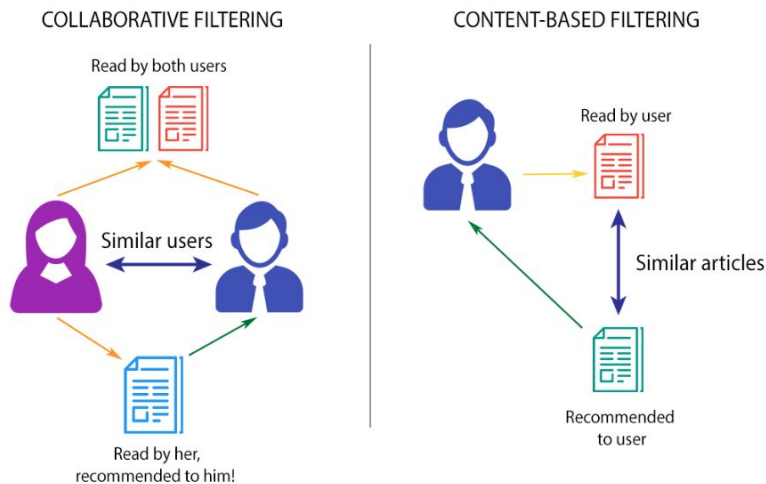 COLLABORATIVE FILTERING
Read by both users
Similar users
Read by her,
recommended to him!
CONTENT-BASED FILTERING
Read by user
Similar articles
Recommended
to user